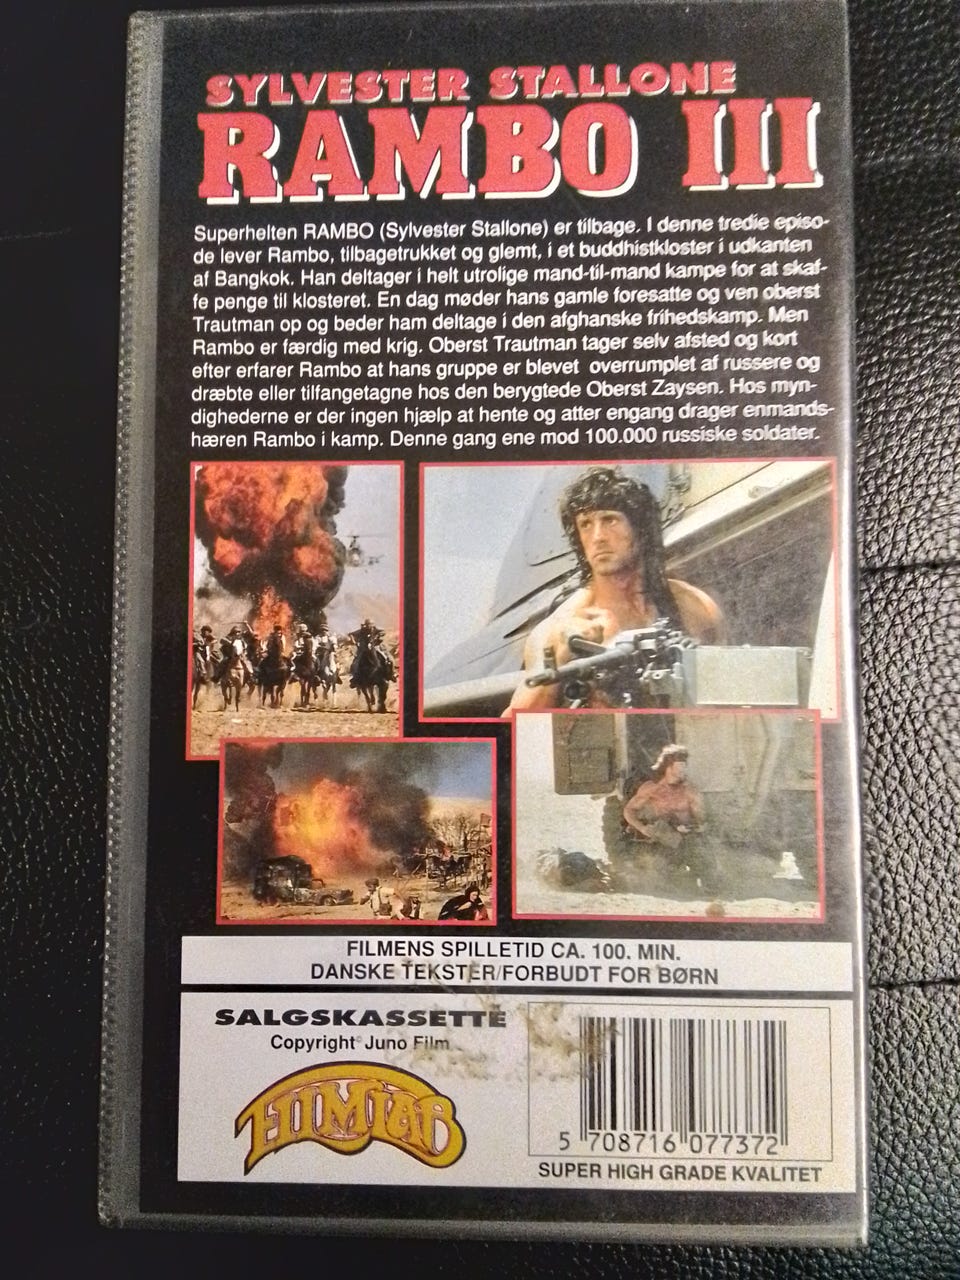 SYLVESTER STALLONE
RAMBO III
Superhelten RAMBO (Sylvester Stallone) er tilbage. I denne tredie episo-
de lever Rambo, tilbagetrukket og glemt, i et buddhistkloster i udkanten
af Bangkok. Han deltager i helt utrolige mand-til-mand kampe for at skaf-
fe penge til klosteret. En dag møder hans gamle foresatte og ven oberst
Trautman op og beder ham deltage i den afghanske frihedskamp. Men
Rambo er færdig med krig. Oberst Trautman tager selv afsted og kort
efter erfarer Rambo at hans gruppe er blevet overrumplet af russere og
dræbte eller tilfangetagne hos den berygtede Oberst Zaysen. Hos myn-
dighederne er der ingen hjælp at hente og atter engang drager enmands-
hæren Rambo i kamp. Denne gang ene mod 100.000 russiske soldater.
FILMENS SPILLETID CA. 100. MIN.
DANSKE TEKSTER/FORBUDT FOR BØRN
SALGSKASSETTE
Copyright© Juno Film
FILMLAB
5 708716 077372
SUPER HIGH GRADE KVALITET